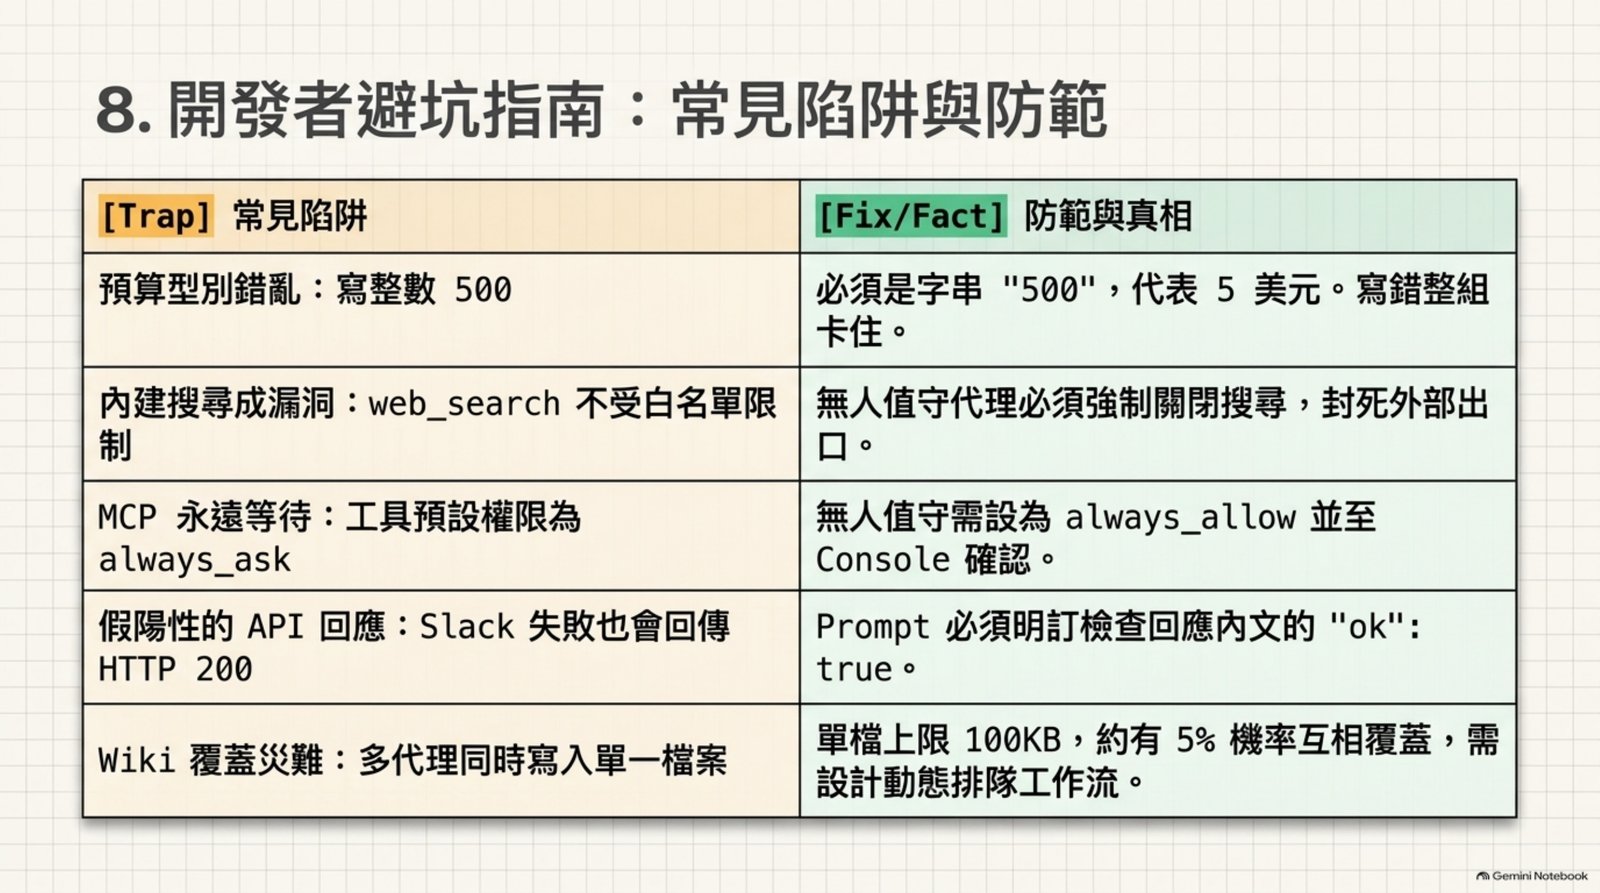 8. 開發者避坑指南：常見陷阱與防範
[Trap] 常見陷阱
[Fix/Fact] 防範與真相
預算型別錯亂：寫整數 500
必須是字串 "500"，代表 5 美元。寫錯整組
卡住。
內建搜尋成漏洞：web_search 不受白名單限
制
無人值守代理必須強制關閉搜尋，封死外部出
口。
MCP 永遠等待：工具預設權限為
always_ask
無人值守需設為 always_allow 並至
Console 確認。
假陽性的 API 回應：Slack 失敗也會回傳
HTTP 200
Prompt 必須明訂檢查回應內文的 "ok":
true。
Wiki 覆蓋災難：多代理同時寫入單一檔案
單檔上限 100KB，約有 5% 機率互相覆蓋，需
設計動態排隊工作流。
Gemini Notebook